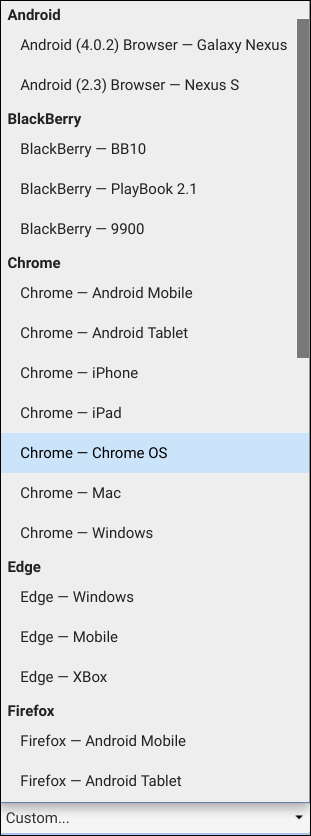 Android
Android (4.0.2) Browser — Galaxy Nexus
Android (2.3) Browser — Nexus S
BlackBerry
BlackBerry — BB10
BlackBerry — PlayBook 2.1
BlackBerry — 9900
Chrome
Chrome — Android Mobile
Chrome — Android Tablet
Chrome — iPhone
Chrome — iPad
Chrome — Chrome OS
Chrome — Mac
Chrome — Windows
Edge
Edge — Windows
Edge — Mobile
Edge — XBox
Firefox
Firefox — Android Mobile
Firefox — Android Tablet
Custom...